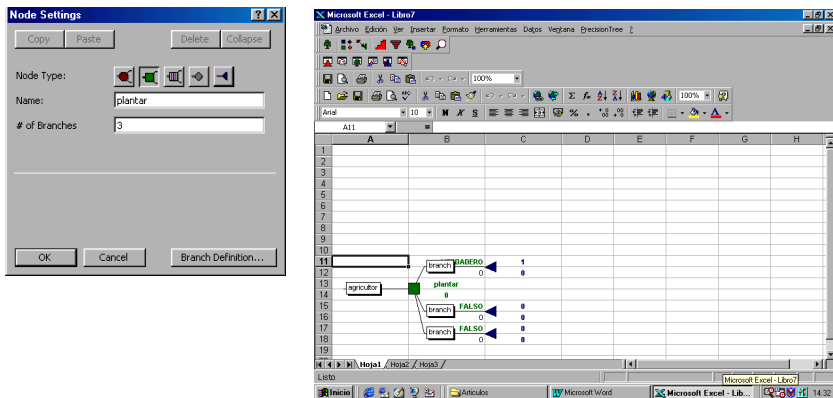 Node Settings
Copy Paste Delete Collapse
Node Type:
Name: plantar
# of Branches 3
OK Cancel Branch Definition...
Microsoft Excel - Libro7
Archivo Edición Ver Insertar Formato Herramientas Datos Ventana PrecisionTree ?
100%
100%
Arial 10 N K S
A11 =
A B C D E F G H
1
2
3
4
5
6
7
8
9
10
11 branch DADERO 1
12 0 0
13 agricultor plantar
14 0
15 branch FALSO 0
16 0 0
17 branch FALSO 0
18 0 0
19
Hoja1 Hoja2 Hoja3
Listo
Microsoft Excel - Libro7
Inicio Articulos Microsoft Word Microsoft Excel - Lib... 14:32